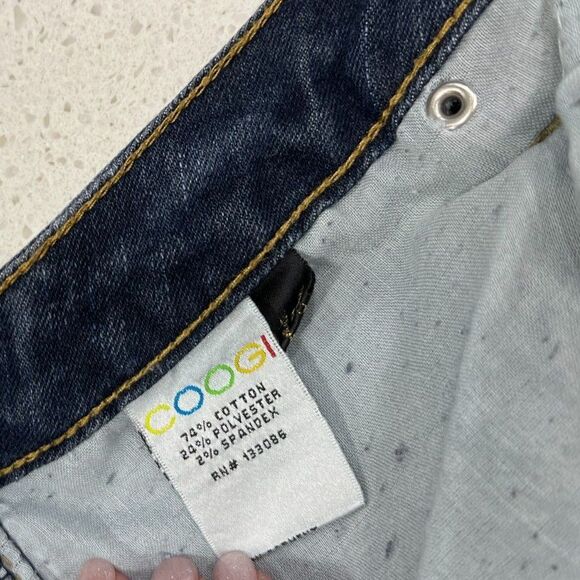 COOGI
74% COTTON
24% POLYESTER
2% SPANDEX
RN# 133086